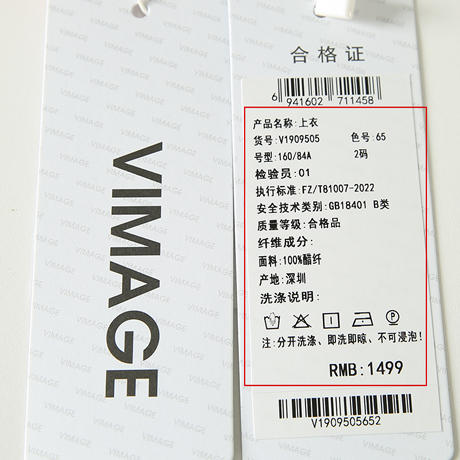 VIMAGE
合格证
6 941602 711458
产品名称:上衣
货号:V1909505 色号:65
号型:160/84A 2码
检验员:01
执行标准:FZ/T81007-2022
安全技术类别:GB18401 B类
质量等级:合格品
纤维成分:
面料:100%醋纤
产地:深圳
洗涤说明:
注:分开洗涤、即洗即晾、不可浸泡!
RMB:1499
V1909505652